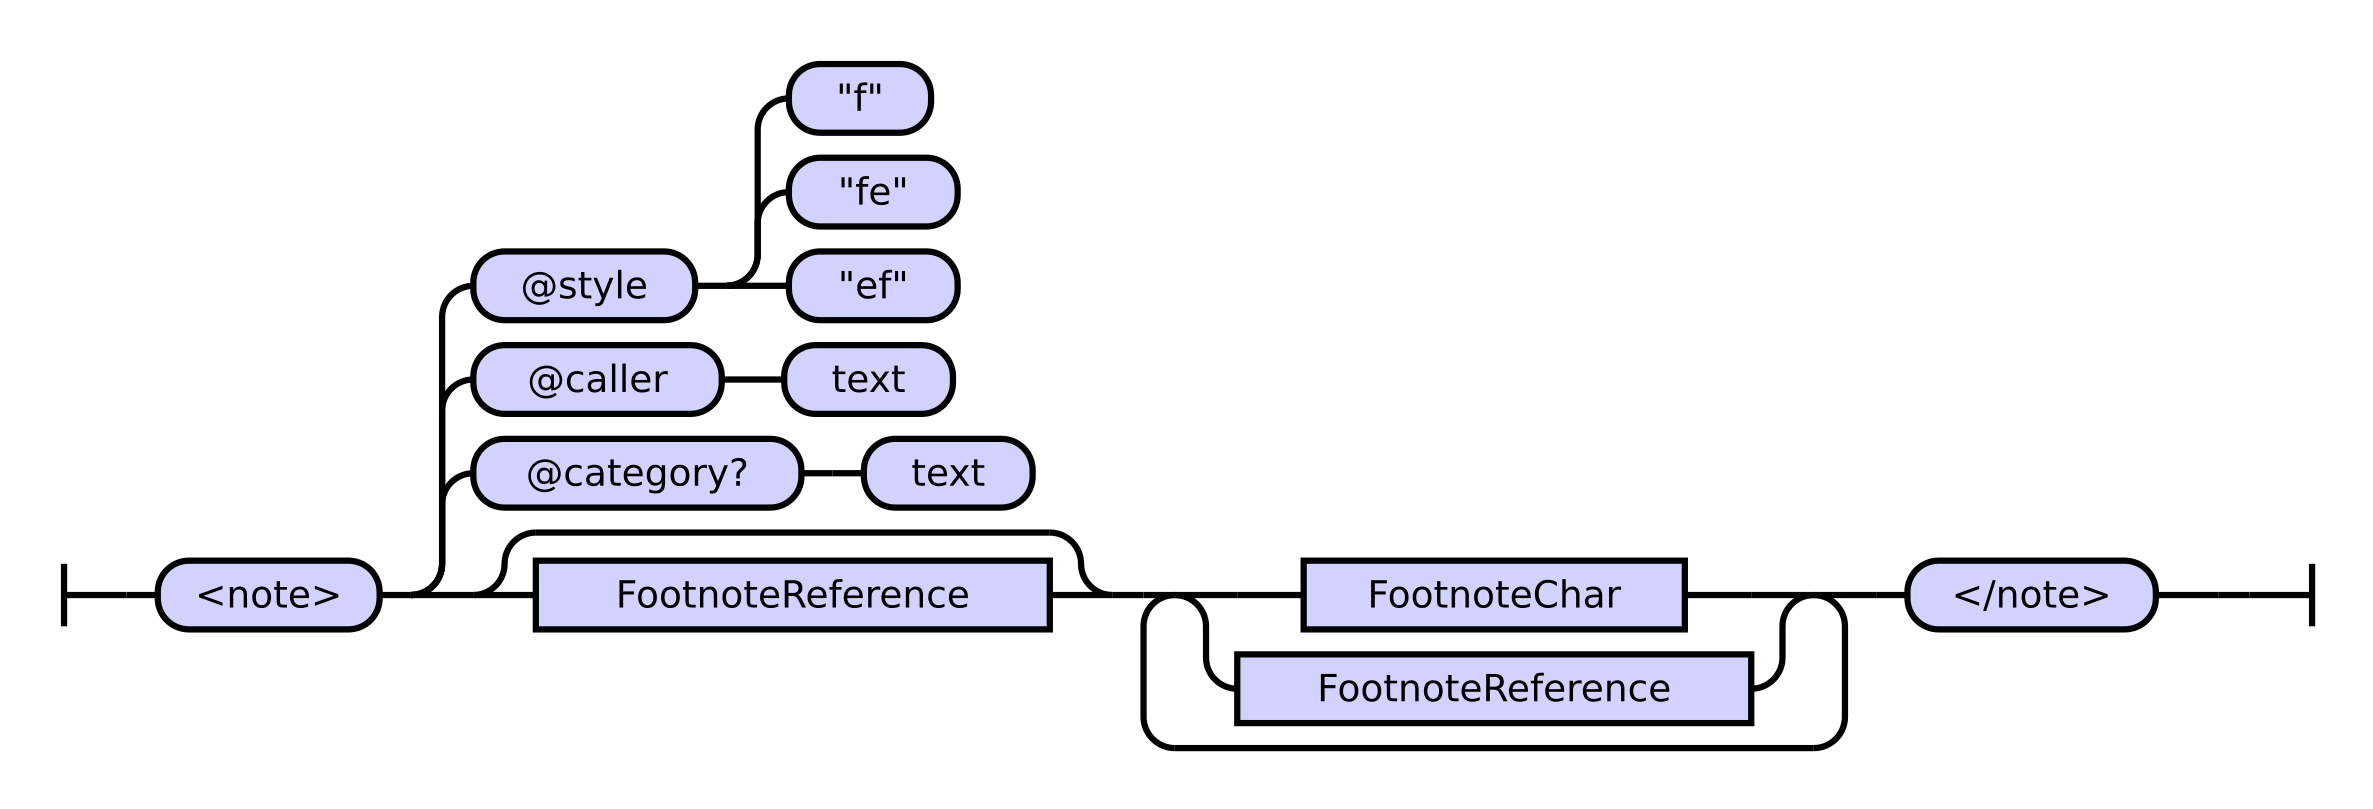 "f"
"fe"
@style "ef"
@caller text
@category? text
<note> FootnoteReference FootnoteChar </note>
FootnoteReference